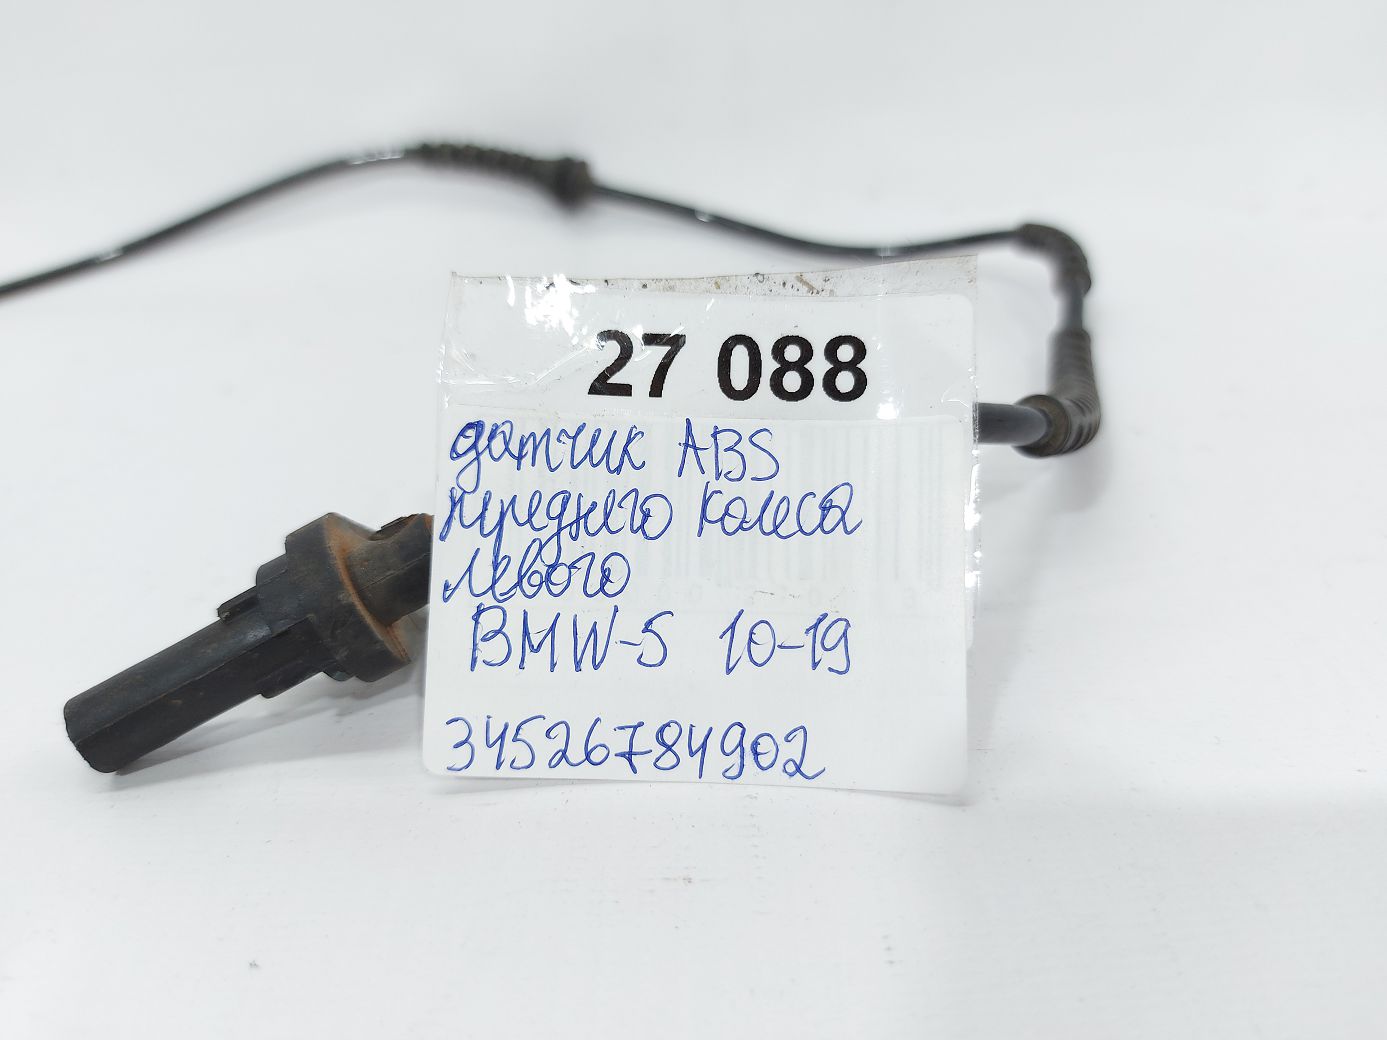 27 088
датчик ABS
переднего колеса
левого
BMW-5 10-19
34526784902